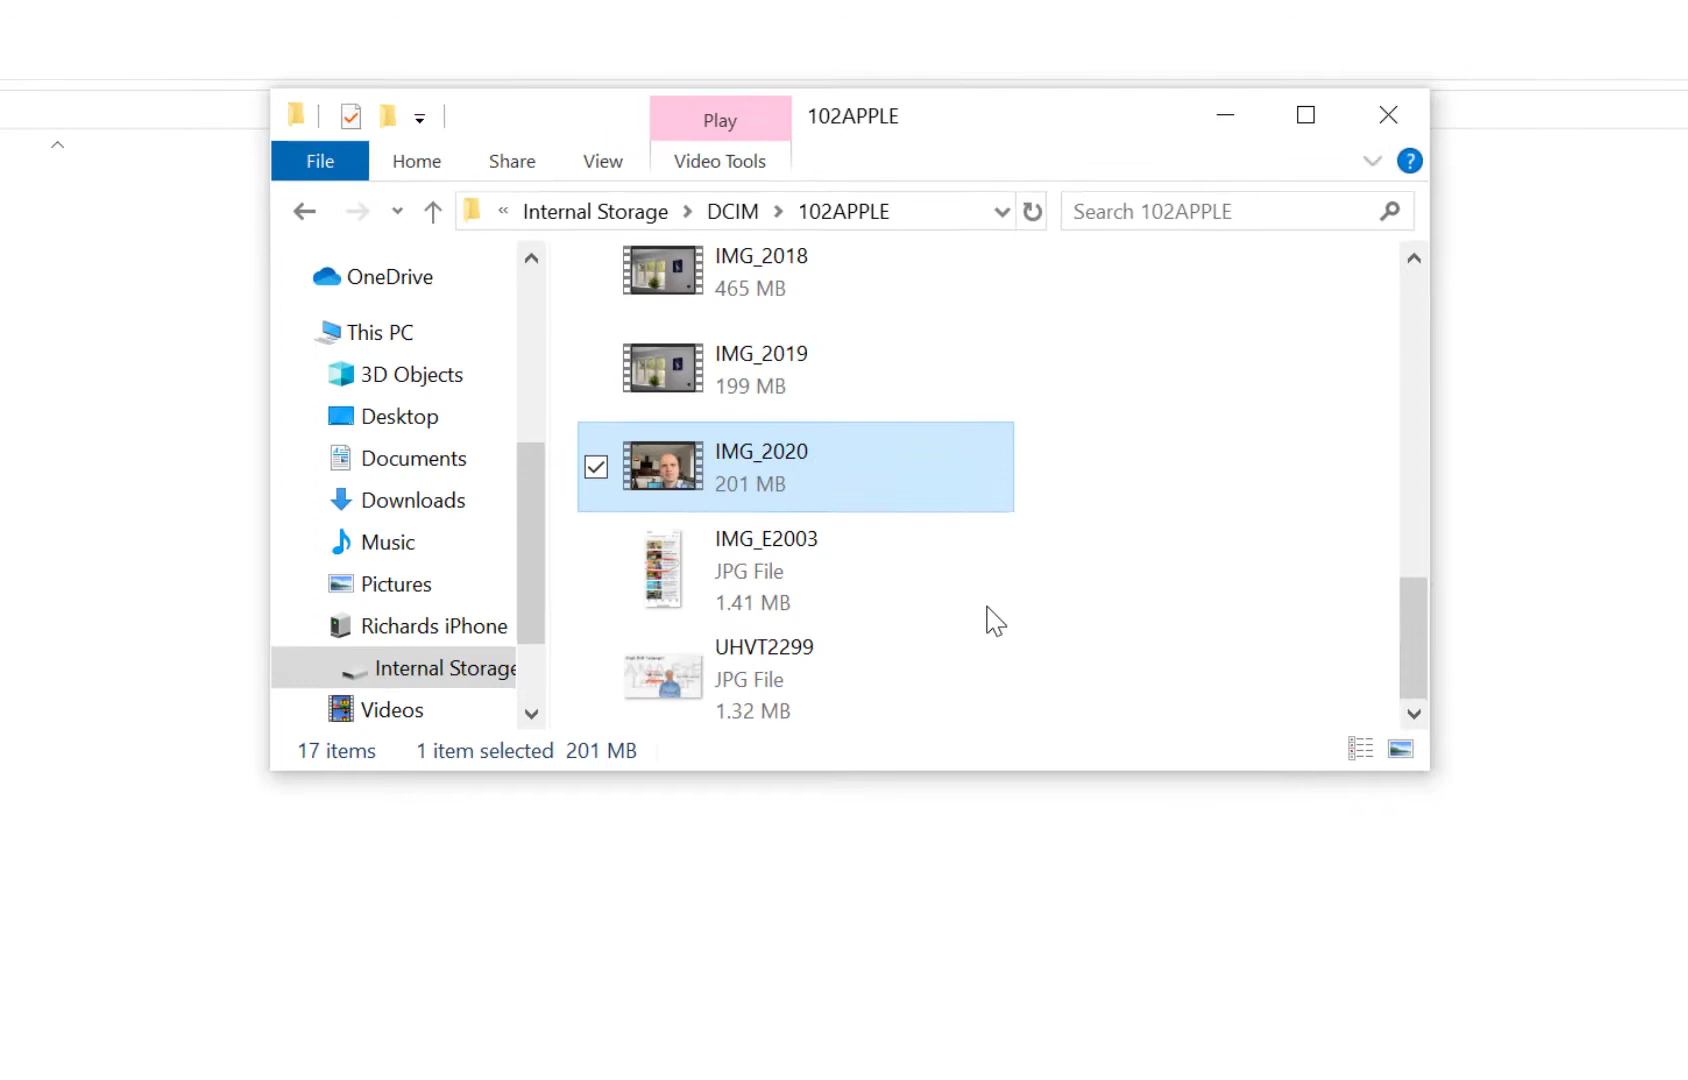 Play
102APPLE
File
Home
Share
View
Video Tools
?
« Internal Storage > DCIM > 102APPLE
Search 102APPLE
OneDrive
This PC
3D Objects
Desktop
Documents
Downloads
Music
Pictures
Richards iPhone
Internal Storage
Videos
IMG_2018
465 MB
IMG_2019
199 MB
IMG_2020
201 MB
IMG_E2003
JPG File
1.41 MB
UHVT2299
JPG File
1.32 MB
17 items
1 item selected 201 MB